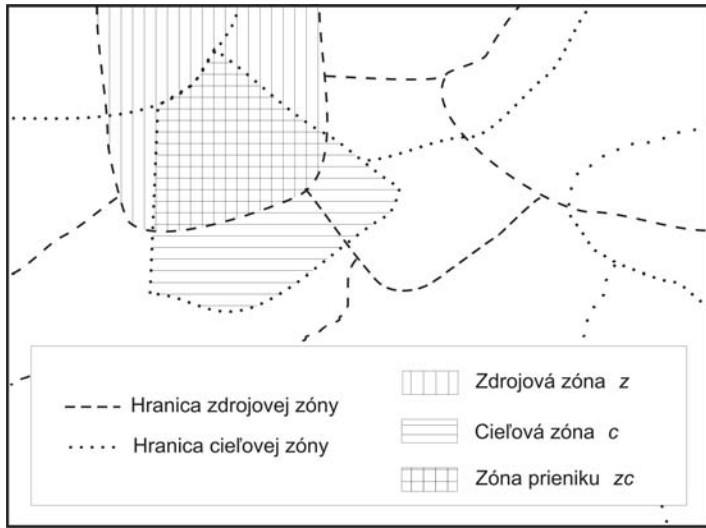 Hranica zdrojovej zóny
Hranica cieľovej zóny
Zdrojová zóna z
Cieľová zóna c
Zóna prieniku zc